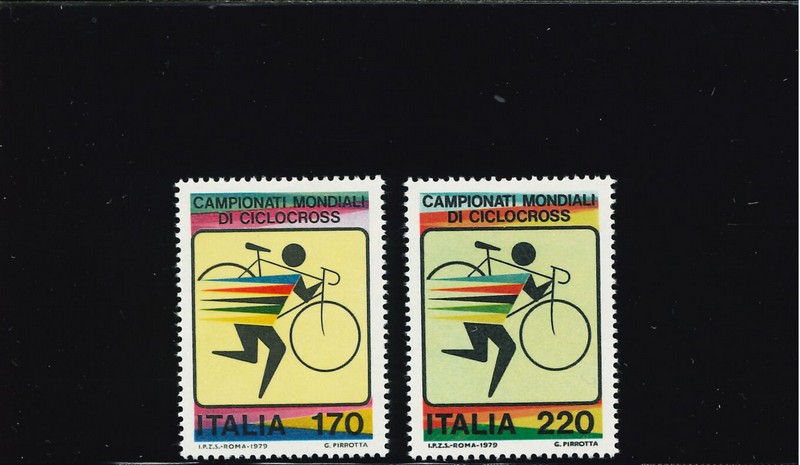 CAMPIONATI MONDIALI
DI CICLOCROSS
ITALIA 170
I.P.Z.S.-ROMA-1979 G. PIRROTTA
CAMPIONATI MONDIALI
DI CICLOCROSS
ITALIA 220
I.P.Z.S.-ROMA-1979 G. PIRROTTA